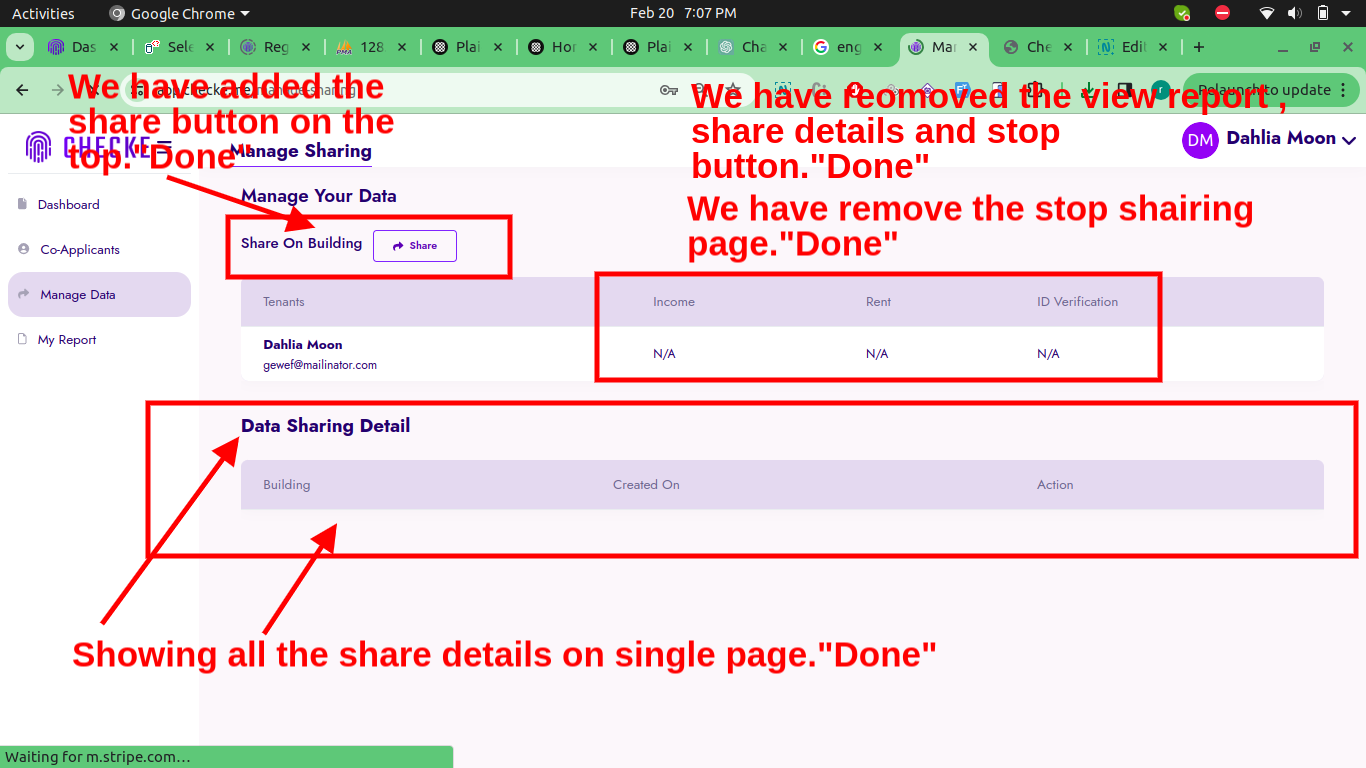 Activities Google Chrome Feb 20 7:07 PM
Das Sele Reg 128 Plai Hor Plai Cha eng Mar Che Edit
We have added the
share button on the
top."Done"
We have reomoved the view report ,
share details and stop
button."Done"
We have remove the stop shairing
page."Done"
Relaunch to update
CHECKE
Manage Sharing
DM Dahlia Moon
Dashboard
Co-Applicants
Manage Data
My Report
Manage Your Data
Share On Building Share
Tenants Income Rent ID Verification
Dahlia Moon
gewef@mailinator.com
N/A N/A N/A
Data Sharing Detail
Building Created On Action
Showing all the share details on single page."Done"
Waiting for m.stripe.com…